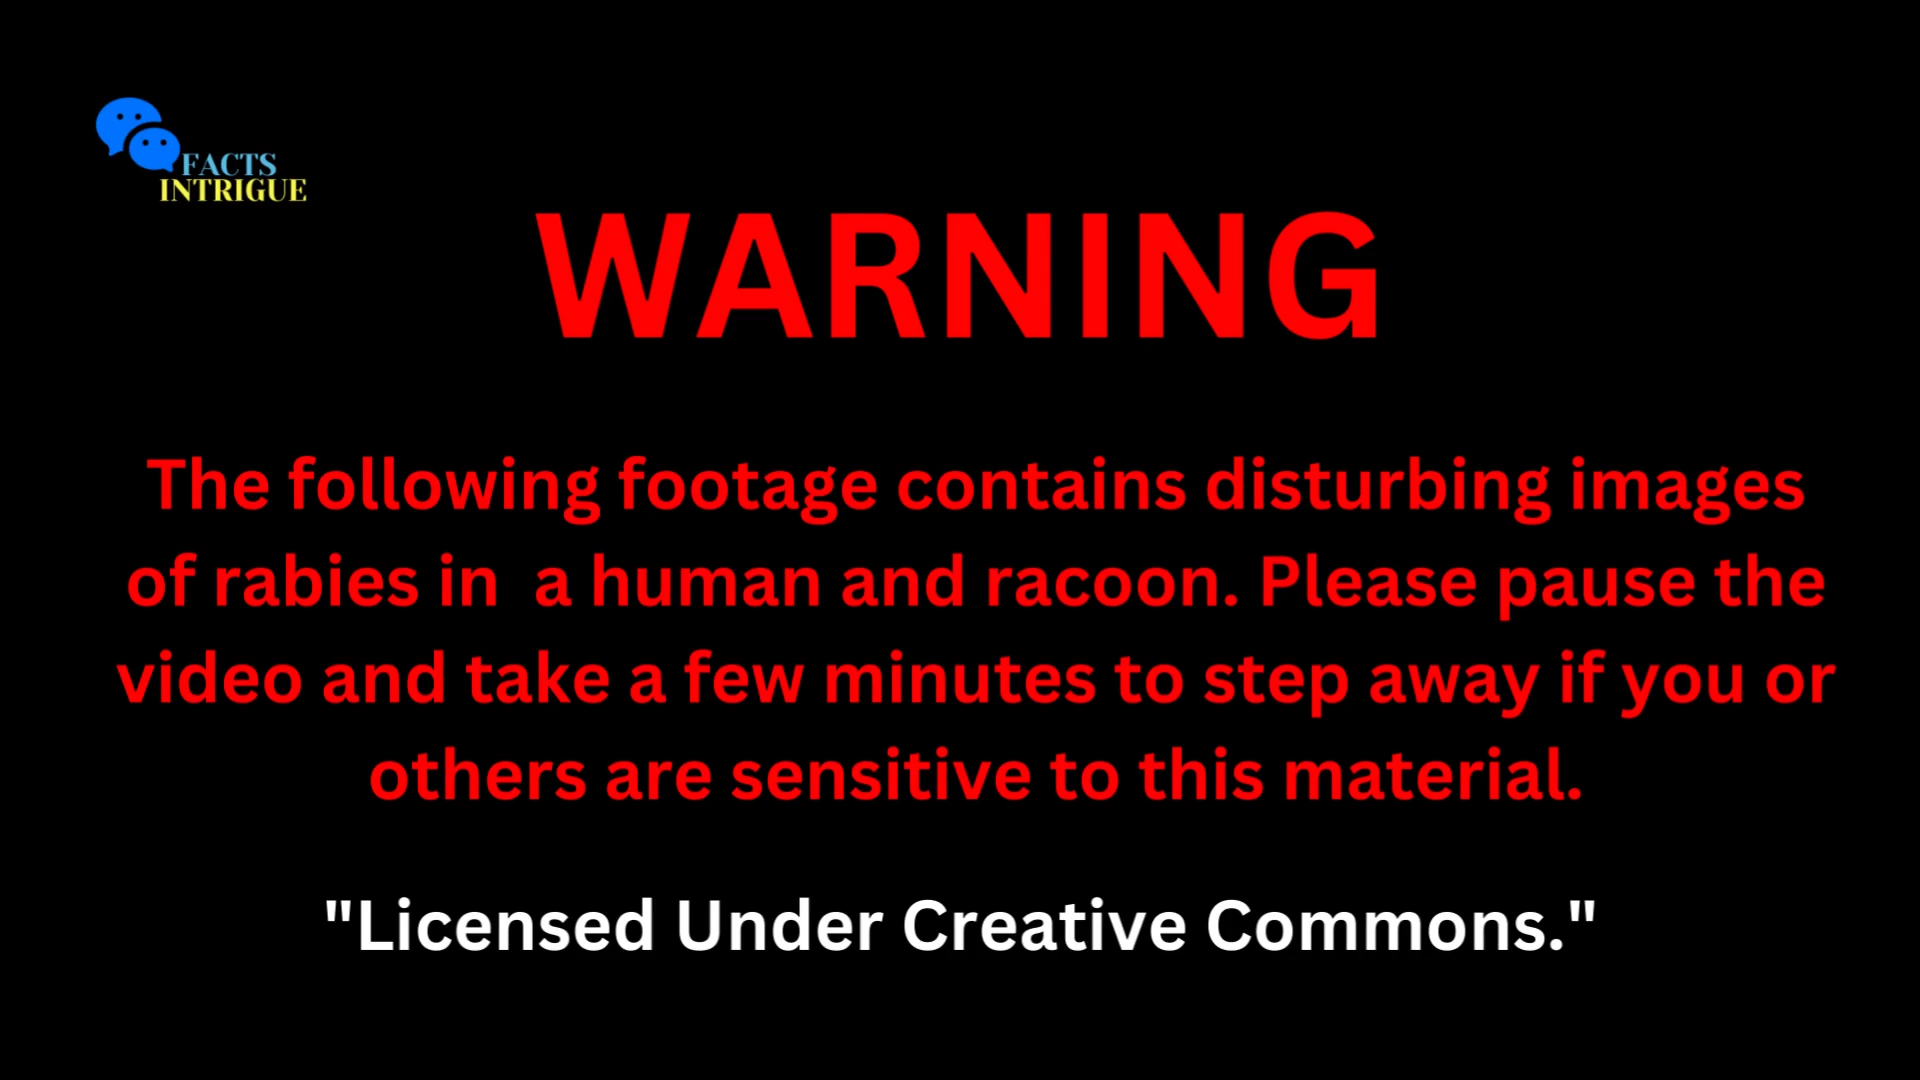 FACTS
INTRIGUE
WARNING
The following footage contains disturbing images
of rabies in a human and racoon. Please pause the
video and take a few minutes to step away if you or
others are sensitive to this material.
"Licensed Under Creative Commons."